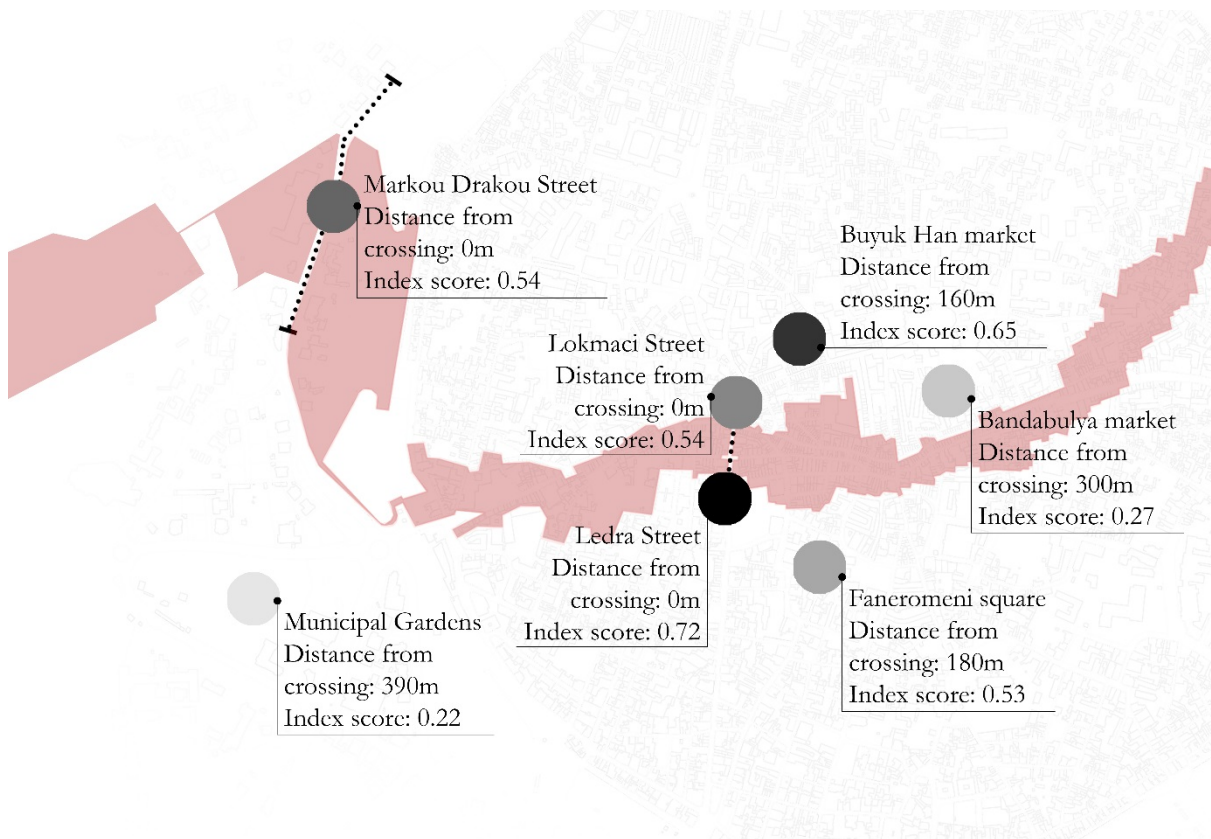 Markou Drakou Street
Distance from
crossing: 0m
Index score: 0.54
Buyuk Han market
Distance from
crossing: 160m
Index score: 0.65
Lokmaci Street
Distance from
crossing: 0m
Index score: 0.54
Bandabulya market
Distance from
crossing: 300m
Index score: 0.27
Ledra Street
Distance from
crossing: 0m
Index score: 0.72
Faneromeni square
Distance from
crossing: 180m
Index score: 0.53
Municipal Gardens
Distance from
crossing: 390m
Index score: 0.22